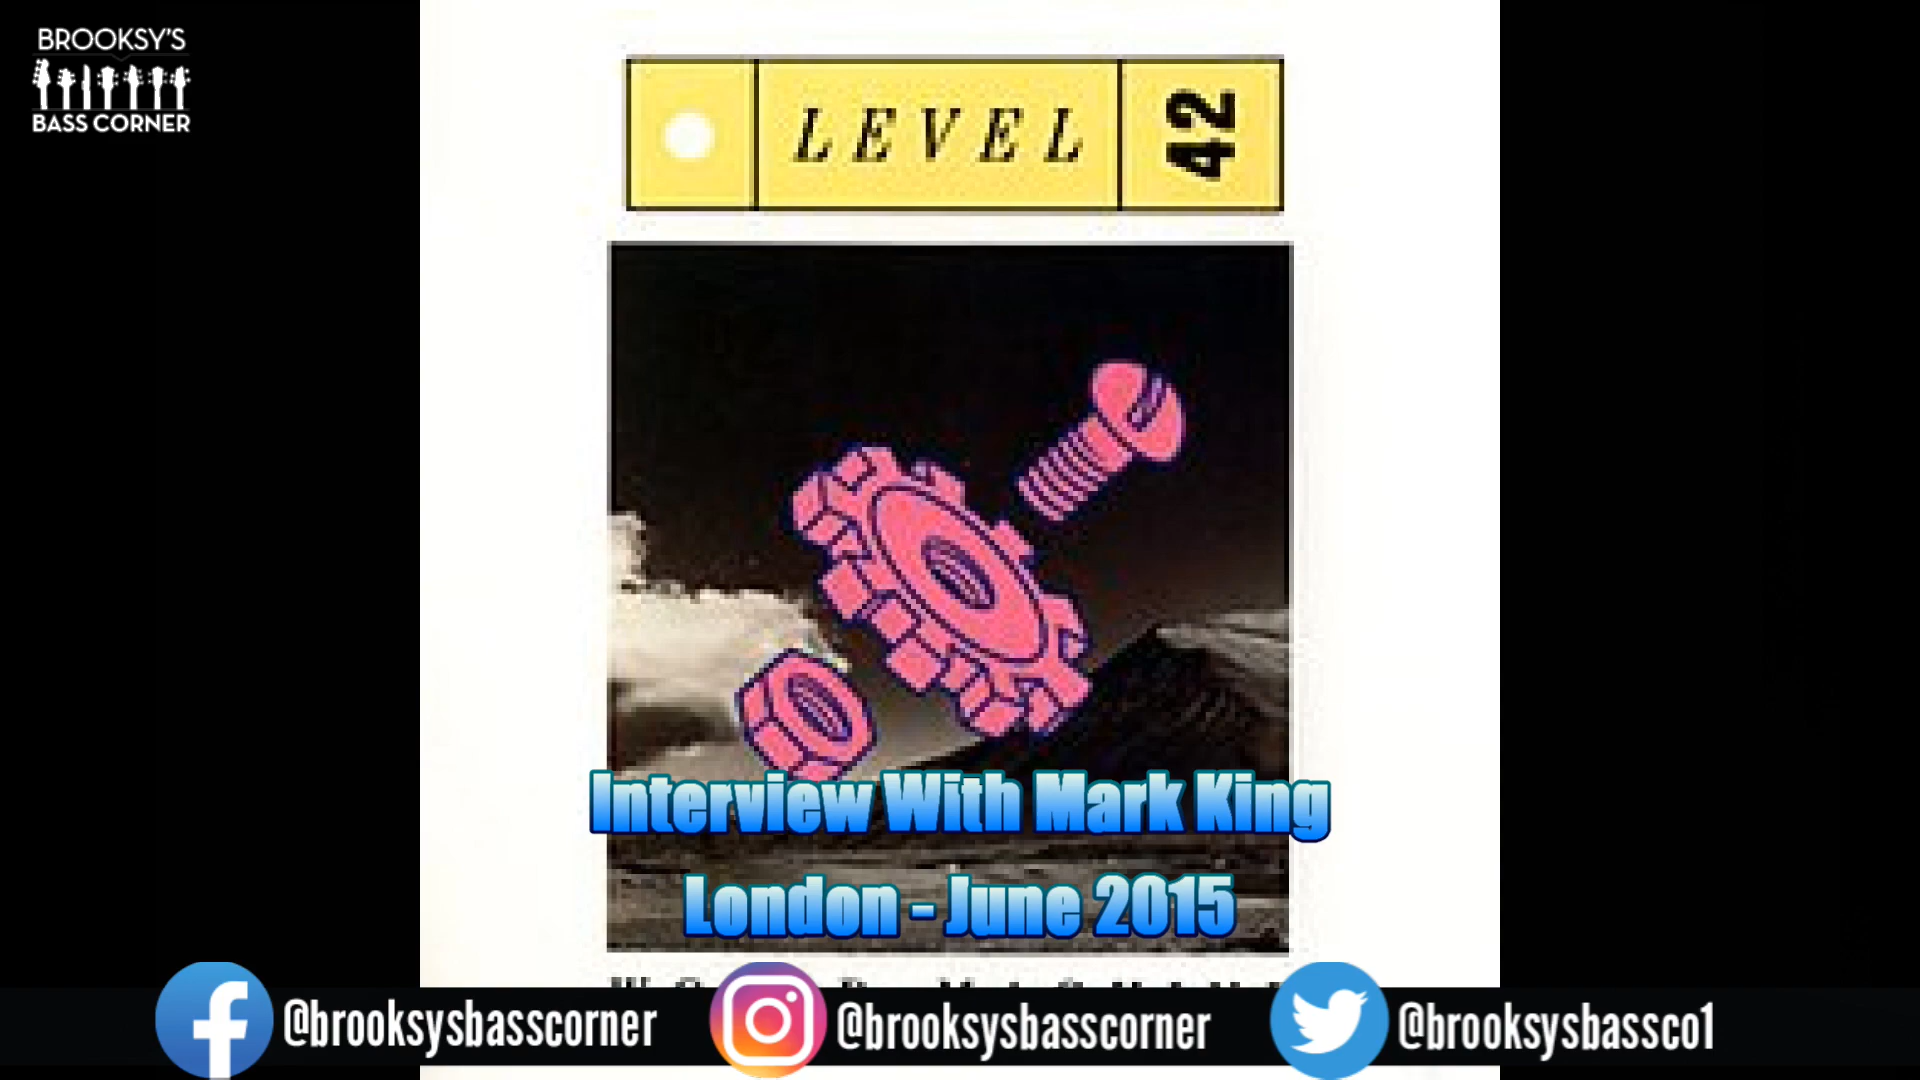 BROOKSY'S
BASS CORNER
LEVEL 42
Interview With Mark King
London - June 2015
@brooksysbasscorner
@brooksysbasscorner
@brooksysbassco1